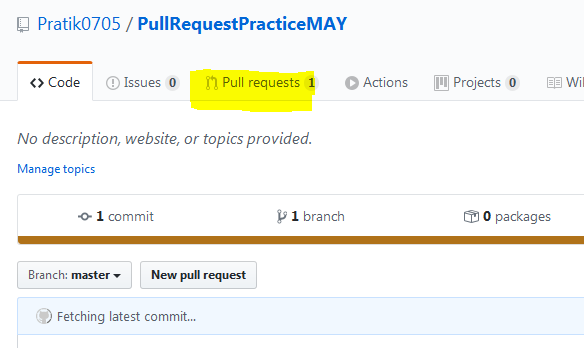 Pratik0705 / PullRequestPracticeMAY
Code Issues 0 Pull requests 1 Actions Projects 0
No description, website, or topics provided.
Manage topics
1 commit 1 branch 0 packages
Branch: master New pull request
Fetching latest commit...